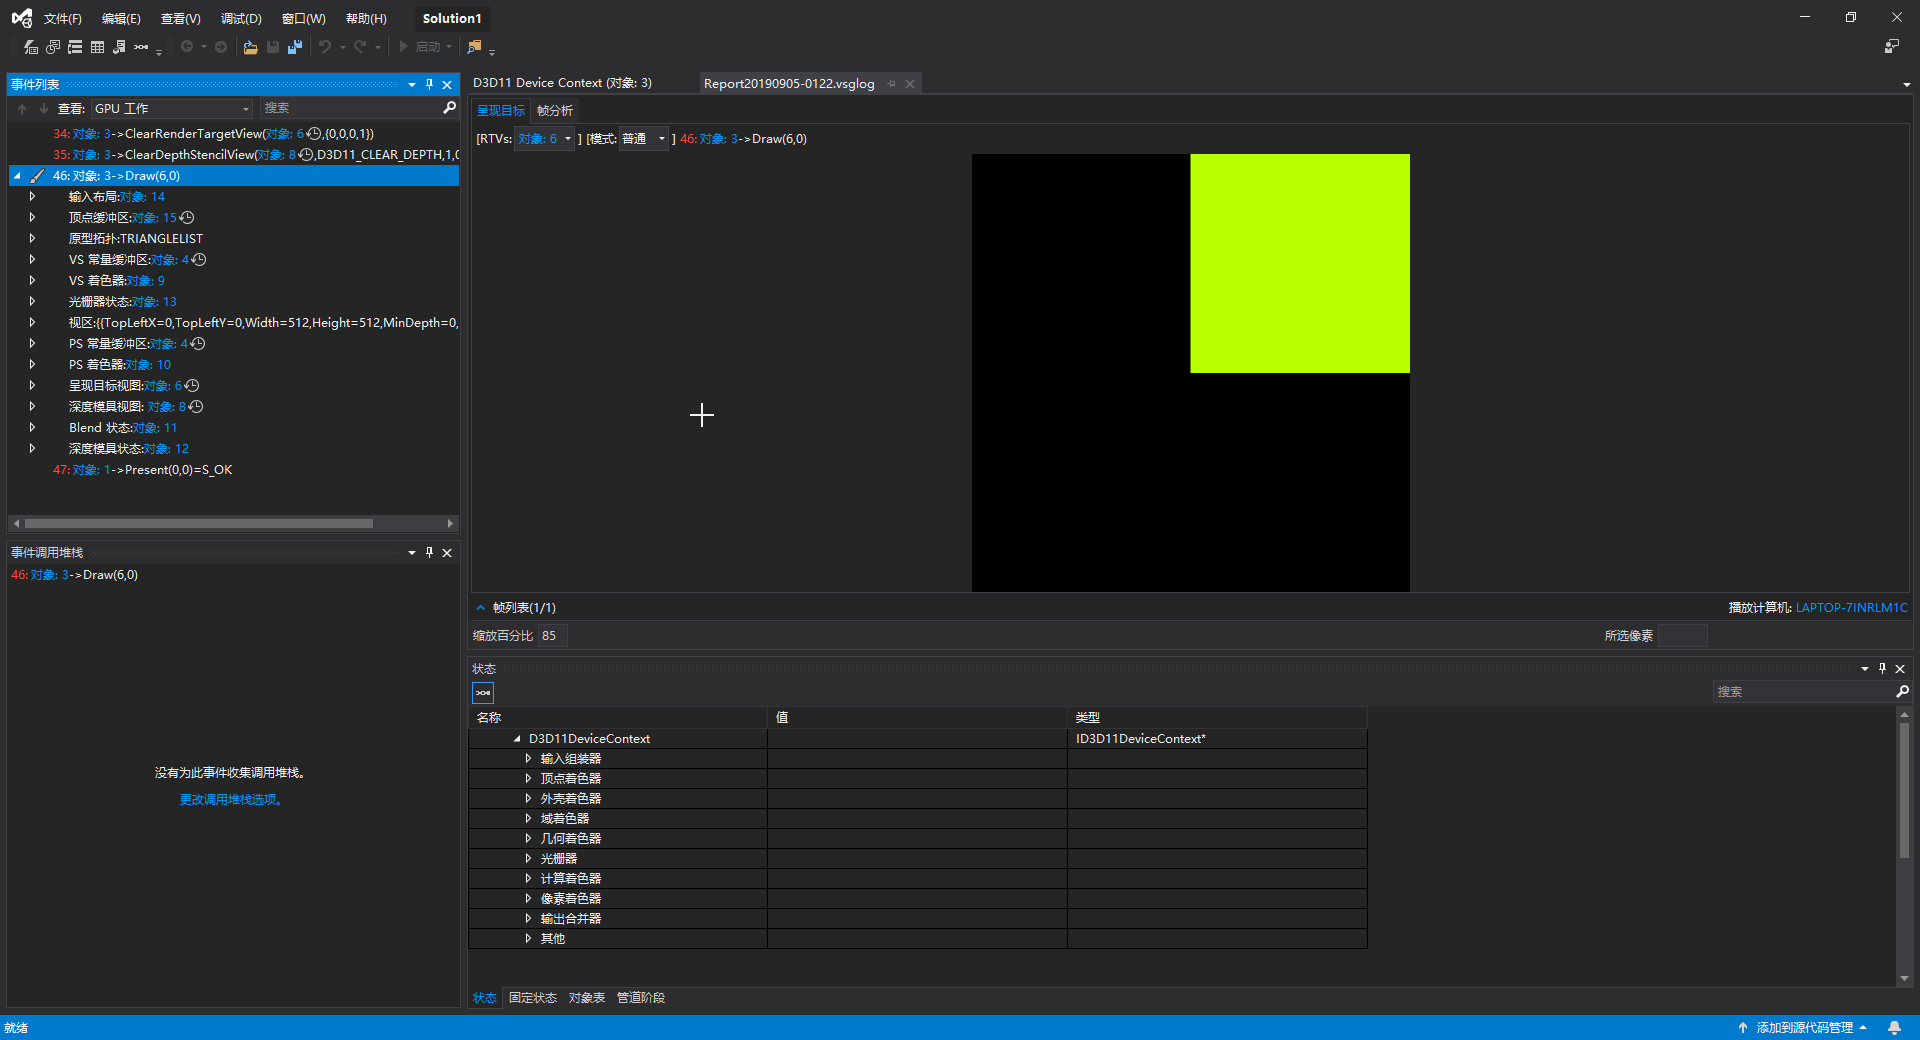 文件(F) 编辑(E) 查看(V) 调试(D) 窗口(W) 帮助(H) Solution1
启动
事件列表
查看: GPU 工作 搜索
34: 对象: 3->ClearRenderTargetView(对象: 6,{0,0,0,1})
35: 对象: 3->ClearDepthStencilView(对象: 8,D3D11_CLEAR_DEPTH,1,0
46: 对象: 3->Draw(6,0)
输入布局:对象: 14
顶点缓冲区:对象: 15
原型拓扑:TRIANGLELIST
VS 常量缓冲区:对象: 4
VS 着色器:对象: 9
光栅器状态:对象: 13
视区:{{TopLeftX=0,TopLeftY=0,Width=512,Height=512,MinDepth=0,
PS 常量缓冲区:对象: 4
PS 着色器:对象: 10
呈现目标视图:对象: 6
深度模具视图: 对象: 8
Blend 状态:对象: 11
深度模具状态:对象: 12
47: 对象: 1->Present(0,0)=S_OK
事件调用堆栈
46: 对象: 3->Draw(6,0)
没有为此事件收集调用堆栈。
更改调用堆栈选项。
D3D11 Device Context (对象: 3) Report20190905-0122.vsglog
呈现目标 帧分析
[RTVs: 对象: 6 ] [模式: 普通 ] 46: 对象: 3->Draw(6,0)
帧列表(1/1) 播放计算机: LAPTOP-7INRLM1C
缩放百分比 85 所选像素
状态
搜索
名称 值 类型
D3D11DeviceContext ID3D11DeviceContext*
输入组装器
顶点着色器
外壳着色器
域着色器
几何着色器
光栅器
计算着色器
像素着色器
输出合并器
其他
状态 固定状态 对象表 管道阶段
就绪 添加到源代码管理